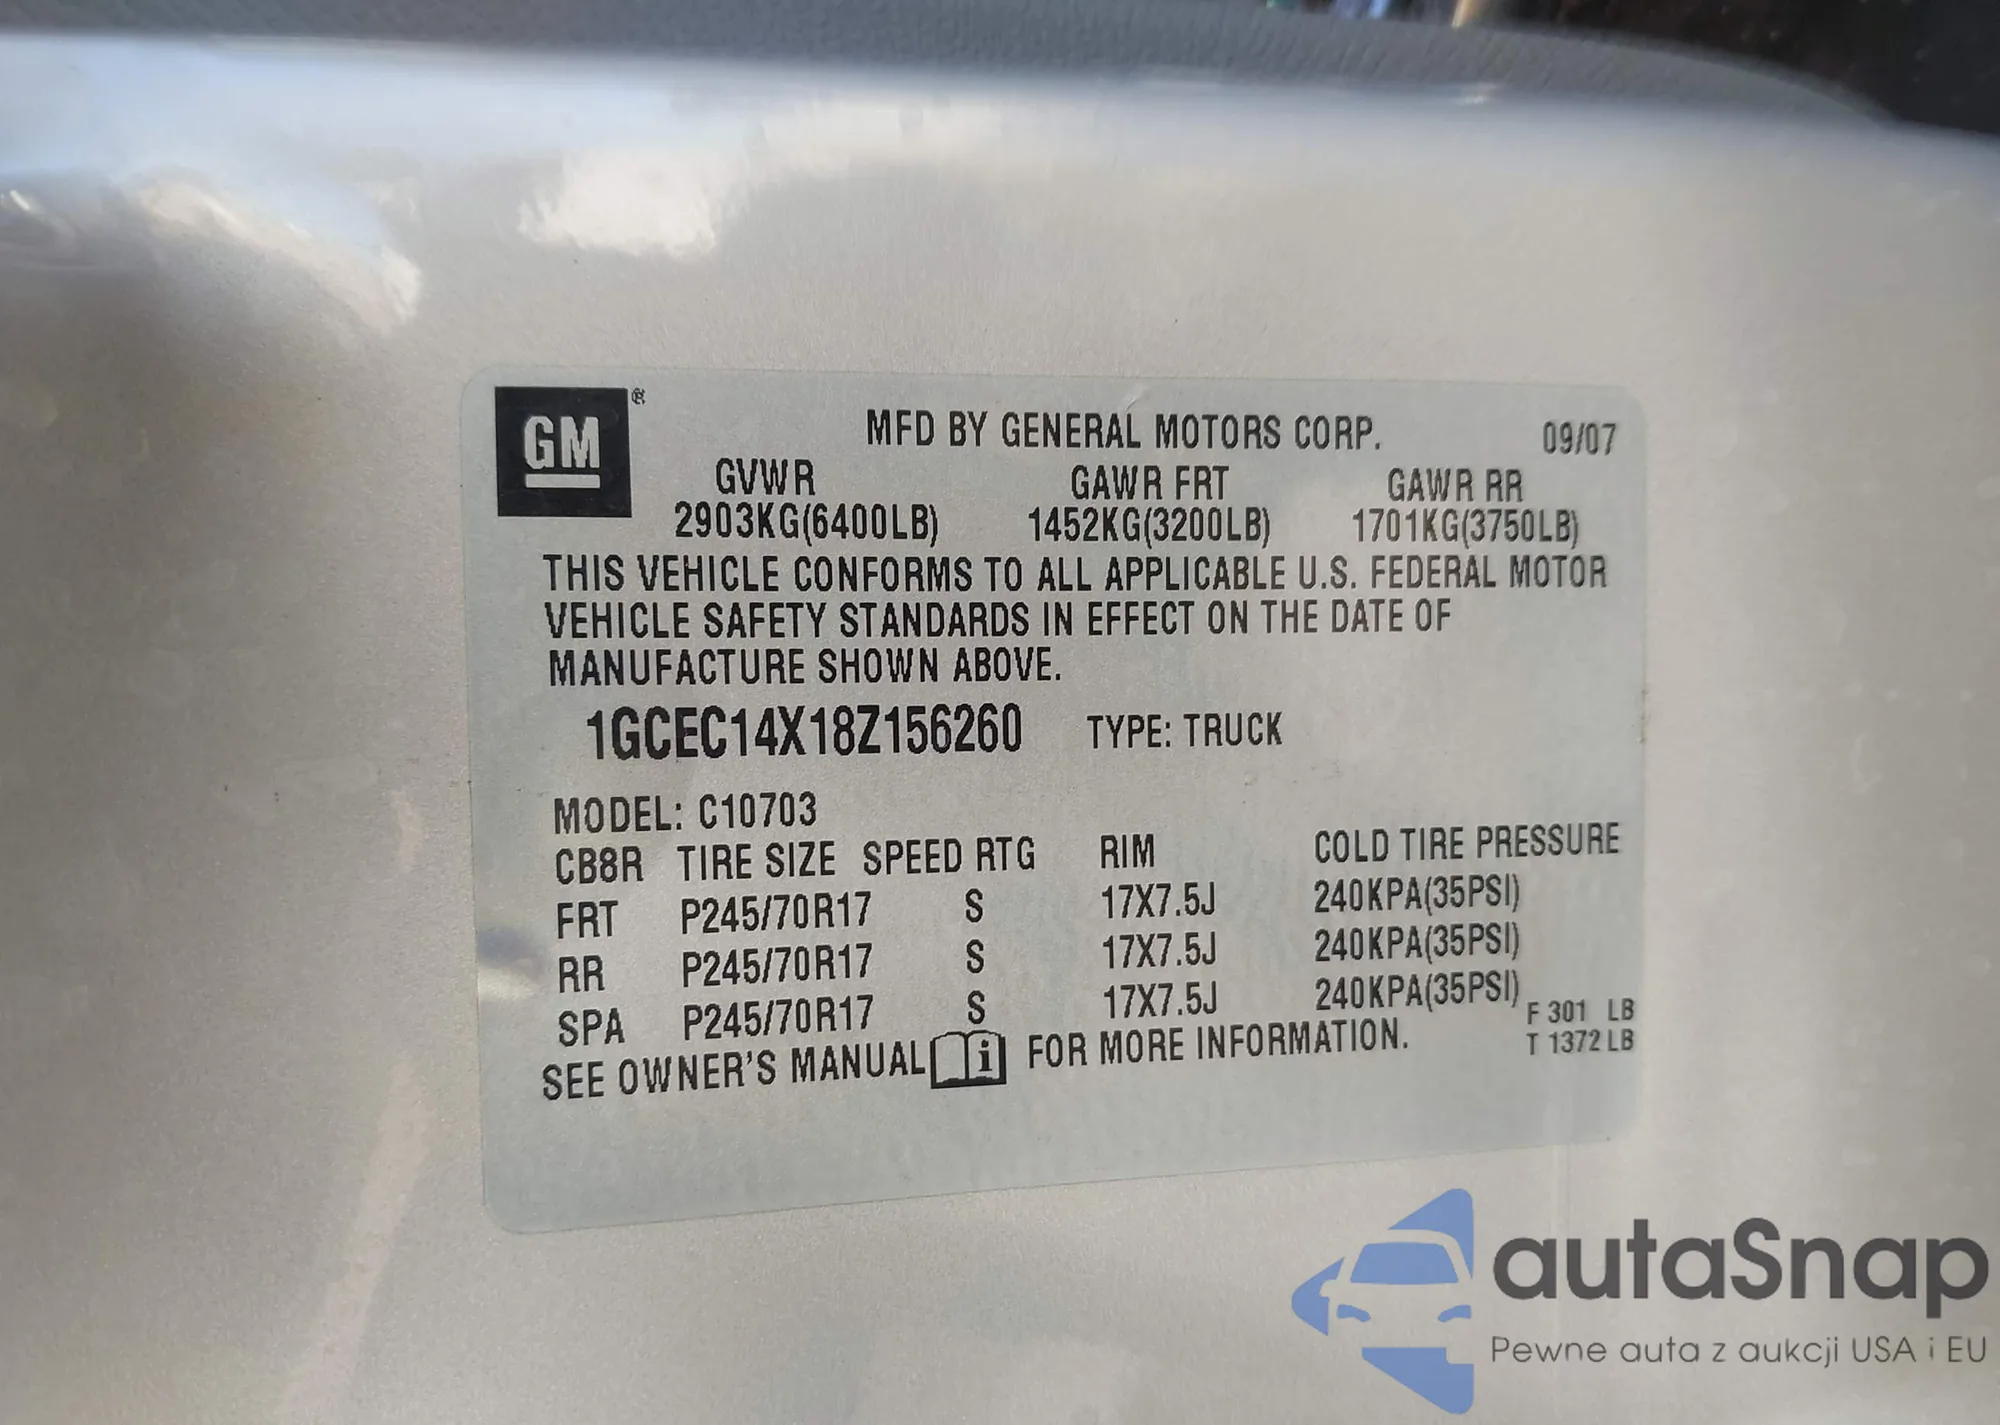 GM ®
MFD BY GENERAL MOTORS CORP. 09/07
GVWR GAWR FRT GAWR RR
2903KG(6400LB) 1452KG(3200LB) 1701KG(3750LB)
THIS VEHICLE CONFORMS TO ALL APPLICABLE U.S. FEDERAL MOTOR
VEHICLE SAFETY STANDARDS IN EFFECT ON THE DATE OF
MANUFACTURE SHOWN ABOVE.
1GCEC14X18Z156260 TYPE: TRUCK
MODEL: C10703
CB8R TIRE SIZE SPEED RTG RIM COLD TIRE PRESSURE
FRT P245/70R17 S 17X7.5J 240KPA(35PSI)
RR P245/70R17 S 17X7.5J 240KPA(35PSI)
SPA P245/70R17 S 17X7.5J 240KPA(35PSI)
F 301 LB
T 1372 LB
SEE OWNER'S MANUAL i FOR MORE INFORMATION.
autaSnap
Pewne auta z aukcji USA i EU